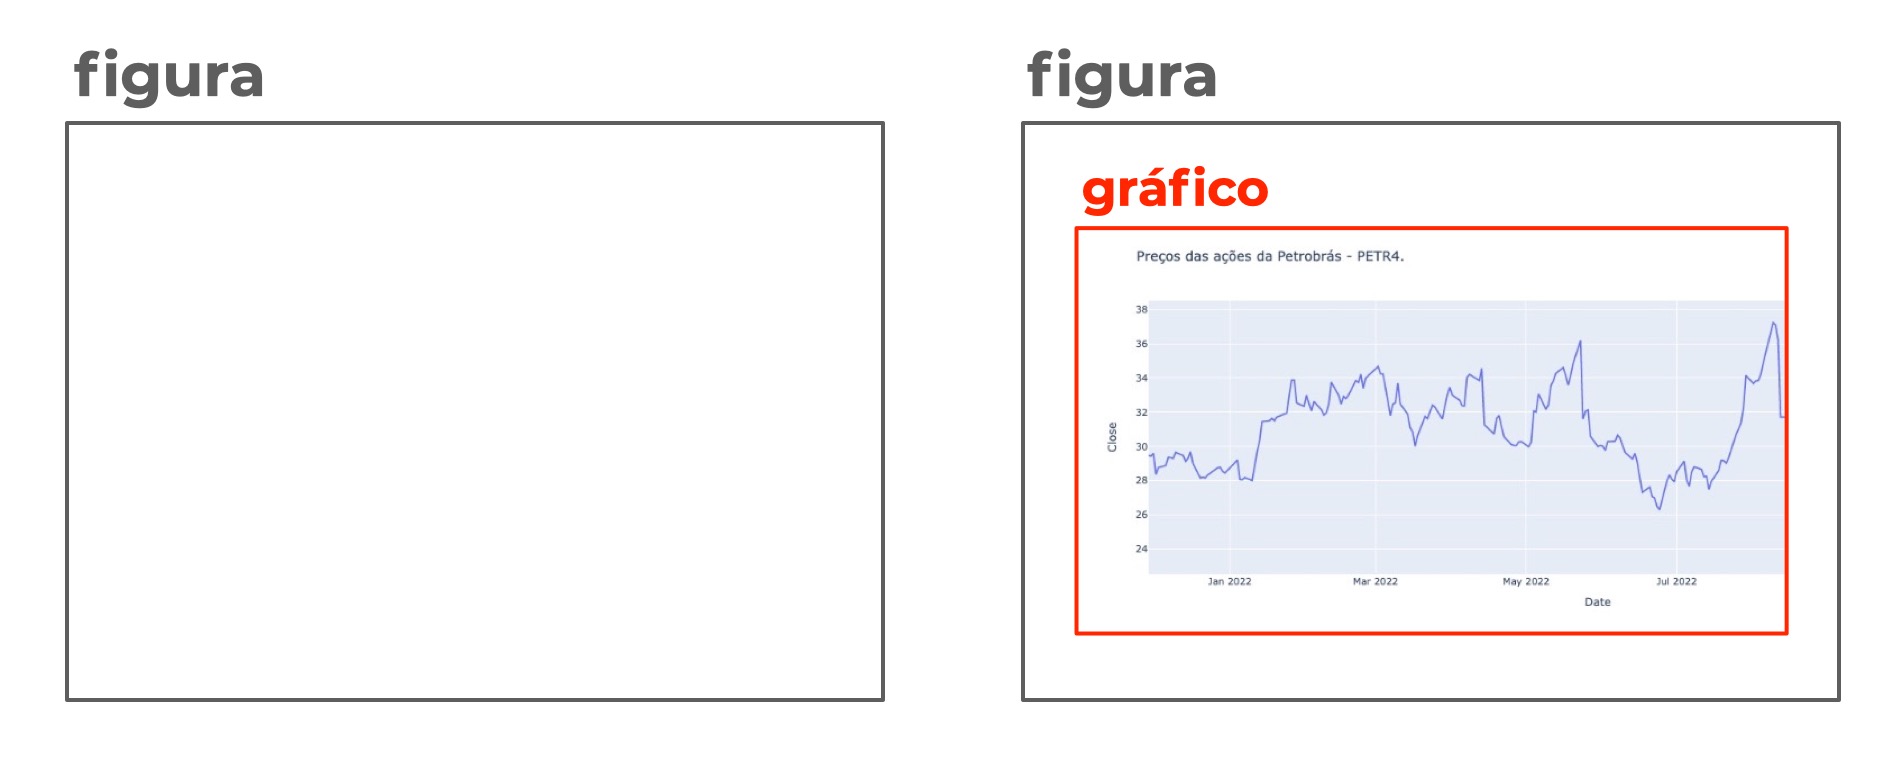 figura
figura
gráfico
Preços das ações da Petrobrás - PETR4.
38
36
34
32
30
28
26
24
Close
Jan 2022 Mar 2022 May 2022 Jul 2022
Date